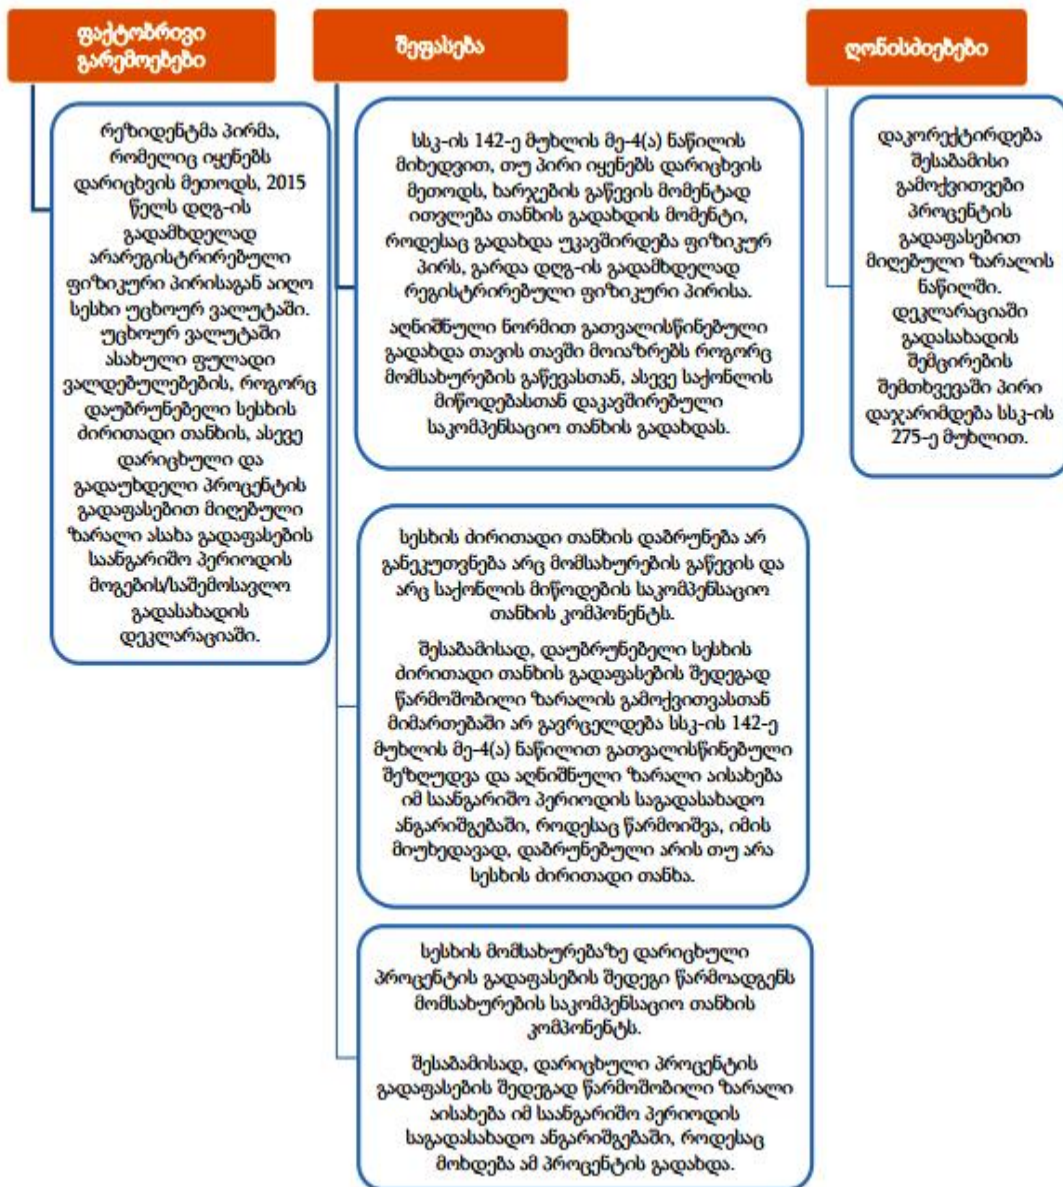 ფაქტობრივი
გარემოებები
რეზიდენტმა პირმა,
რომელიც იყენებს
დარიცხვის მეთოდს, 2015
წელს დღგ-ის
გადამხდელად
არარეგისტრირებული
ფიზიკური პირისაგან აიღო
სესხი უცხოურ ვალუტაში.
უცხოურ ვალუტაში
ასახული ფულადი
ვალდებულებების, როგორც
დაუბრუნებელი სესხის
ძირითადი თანხის, ასევე
დარიცხული და
გადაუხდელი პროცენტის
გადაფასებით მიღებული
ზარალი ასახა გადაფასების
საანგარიშო პერიოდის
მოგების/საშემოსავლო
გადასახადის
დეკლარაციაში.
შეფასება
სსკ-ის 142-ე მუხლის მე-4(ა) ნაწილის
მიხედვით, თუ პირი იყენებს დარიცხვის
მეთოდს, ხარჯების გაწევის მომენტად
ითვლება თანხის გადახდის მომენტი,
როდესაც გადახდა უკავშირდება ფიზიკურ
პირს, გარდა დღგ-ის გადამხდელად
რეგისტრირებული ფიზიკური პირისა.
აღნიშნული ნორმით გათვალისწინებული
გადახდა თავის თავში მოიაზრებს როგორც
მომსახურების გაწევასთან, ასევე საქონლის
მიწოდებასთან დაკავშირებული
საკომპენსაციო თანხის გადახდას.
სესხის ძირითადი თანხის დაბრუნება არ
განეკუთვნება არც მომსახურების გაწევის და
არც საქონლის მიწოდების საკომპენსაციო
თანხის კომპონენტს.
შესაბამისად, დაუბრუნებელი სესხის
ძირითადი თანხის გადაფასების შედეგად
წარმოშობილი ზარალის გამოქვითვასთან
მიმართებაში არ გავრცელდება სსკ-ის 142-ე
მუხლის მე-4(ა) ნაწილით გათვალისწინებული
შეზღუდვა და აღნიშნული ზარალი აისახება
იმ საანგარიშო პერიოდის საგადასახადო
ანგარიშგებაში, როდესაც წარმოიშვა, იმის
მიუხედავად, დაბრუნებული არის თუ არა
სესხის ძირითადი თანხა.
სესხის მომსახურებაზე დარიცხული
პროცენტის გადაფასების შედეგი წარმოადგენს
მომსახურების საკომპენსაციო თანხის
კომპონენტს.
შესაბამისად, დარიცხული პროცენტის
გადაფასების შედეგად წარმოშობილი ზარალი
აისახება იმ საანგარიშო პერიოდის
საგადასახადო ანგარიშგებაში, როდესაც
მოხდება ამ პროცენტის გადახდა.
ღონისძიებები
დაკორექტირდება
შესაბამისი
გამოქვითვები
პროცენტის
გადაფასებით
მიღებული ზარალის
ნაწილში.
დეკლარაციაში
გადასახადის
შემცირების
შემთხვევაში პირი
დაჯარიმდება სსკ-ის
275-ე მუხლით.